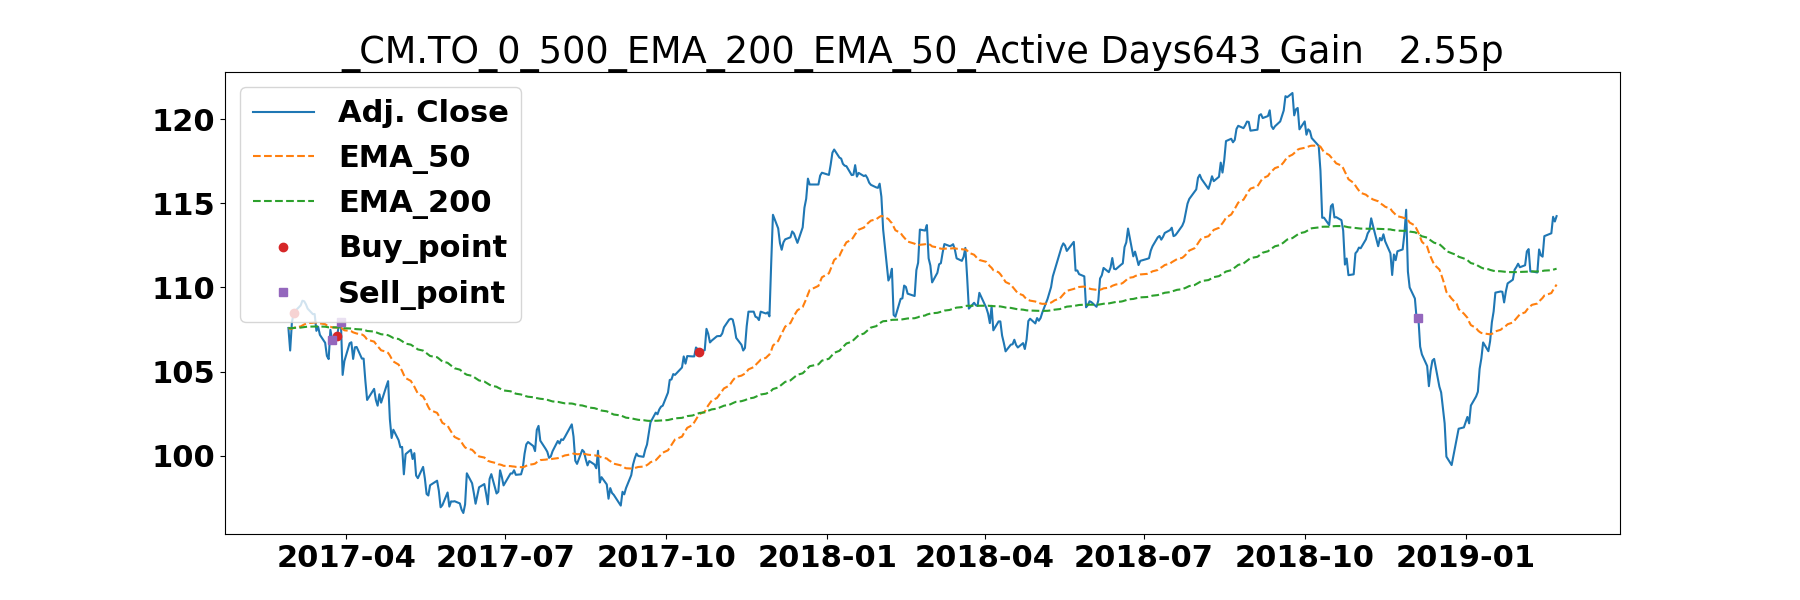 _CM.TO_0_500_EMA_200_EMA_50_Active Days643_Gain   2.55p
Adj. Close
EMA_50
EMA_200
Buy_point
Sell_point
120
115
110
105
100
2017-04
2017-07
2017-10
2018-01
2018-04
2018-07
2018-10
2019-01